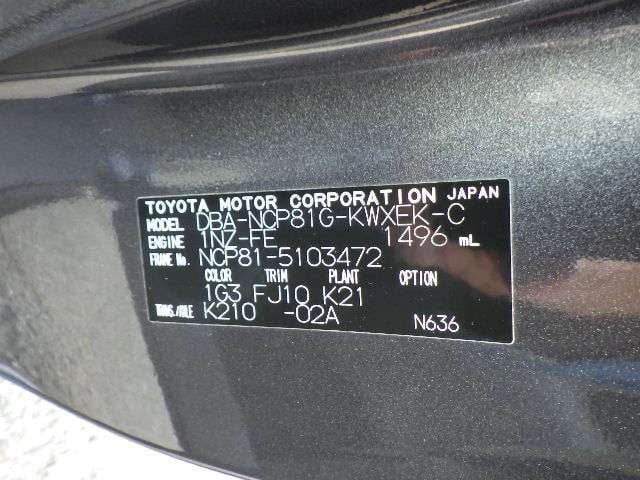 TOYOTA MOTOR CORPORATION JAPAN
MODEL DBA-NCP81G-KWXEK-C
ENGINE 1NZ-FE 1496 mL
FRAME No. NCP81-5103472
COLOR TRIM PLANT OPTION
1G3 FJ10 K21
TRANS./AXLE K210 -02A N636